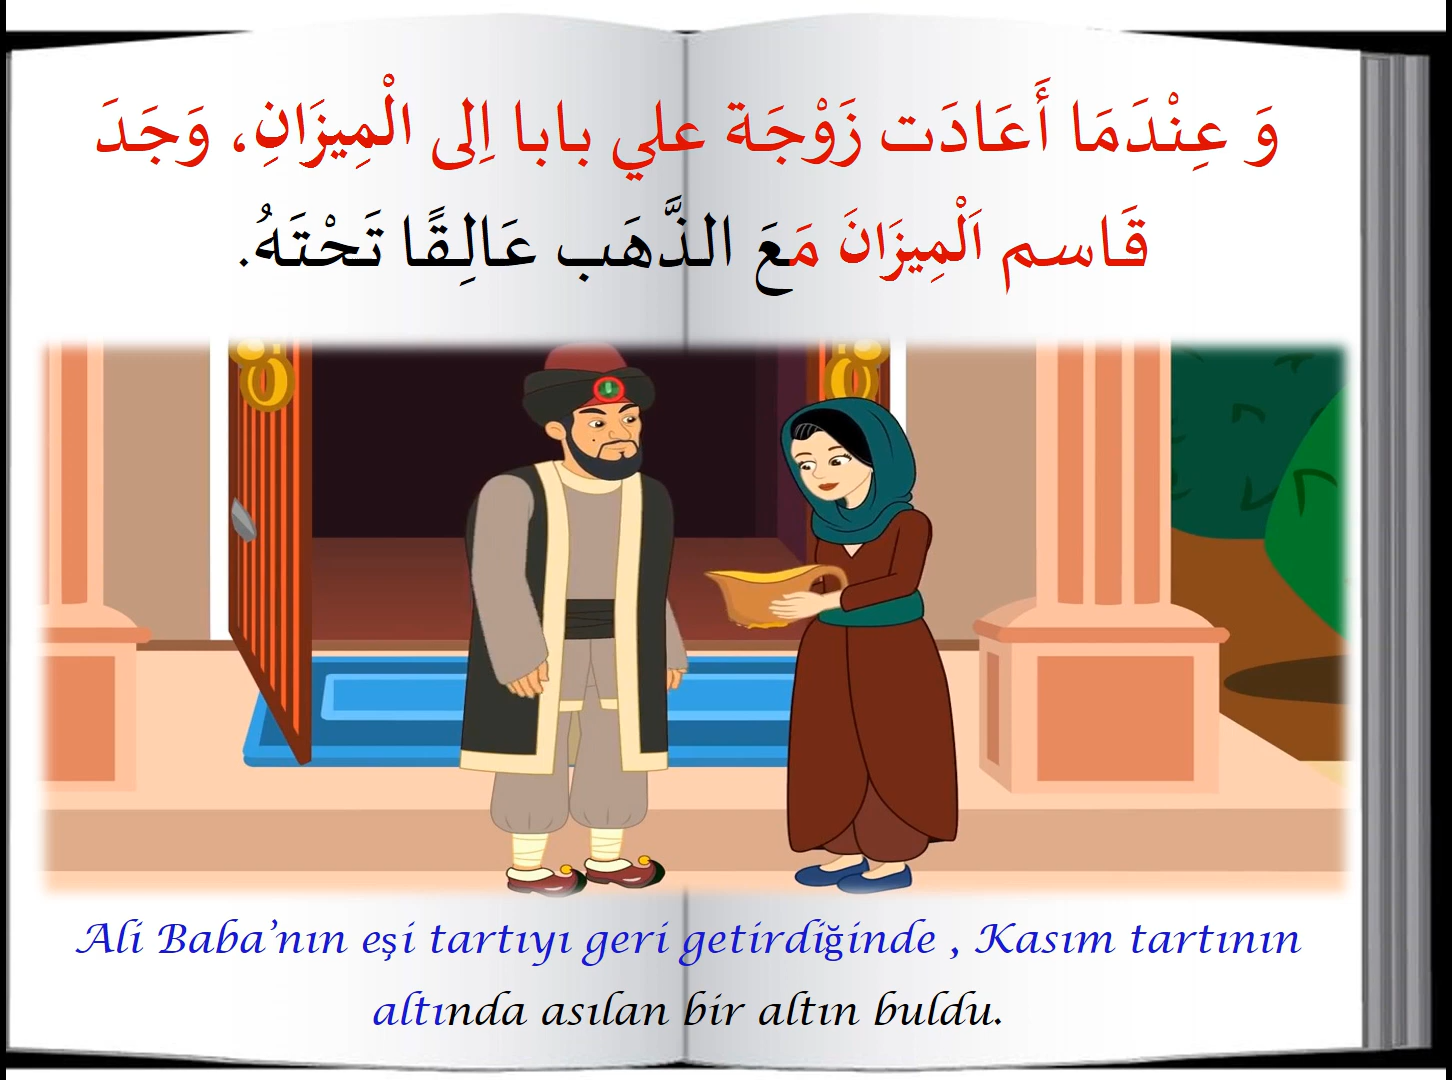 وَ عِنْدَمَا أَعَادَت زَوْجَة علي بابا اِلى الْمِيزَانِ، وَجَدَ
قَاسم اَلْمِيزَانَ مَعَ الذَّهَب عَالِقًا تَحْتَهُ.
Ali Baba’nın eşi tartıyı geri getirdiğinde , Kasım tartının
altında asılan bir altın buldu.